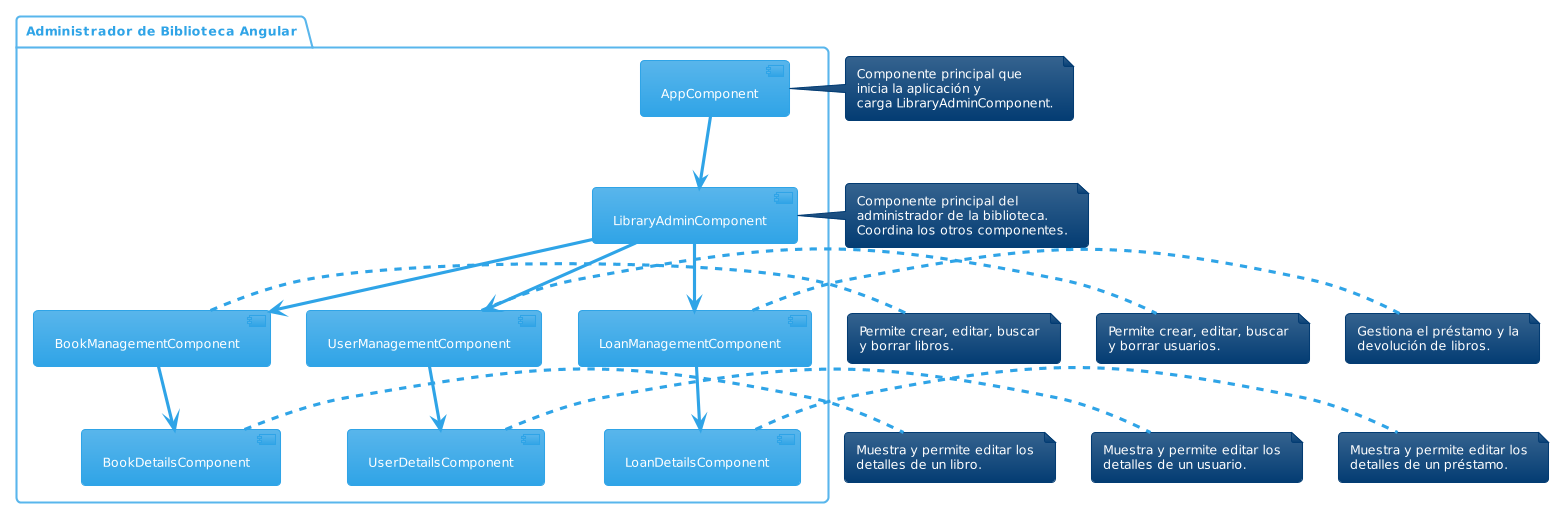 Administrador de Biblioteca Angular
AppComponent
Componente principal que
inicia la aplicación y
carga LibraryAdminComponent.
LibraryAdminComponent
Componente principal del
administrador de la biblioteca.
Coordina los otros componentes.
BookManagementComponent
UserManagementComponent
LoanManagementComponent
Permite crear, editar, buscar
y borrar libros.
Permite crear, editar, buscar
y borrar usuarios.
Gestiona el préstamo y la
devolución de libros.
BookDetailsComponent
UserDetailsComponent
LoanDetailsComponent
Muestra y permite editar los
detalles de un libro.
Muestra y permite editar los
detalles de un usuario.
Muestra y permite editar los
detalles de un préstamo.